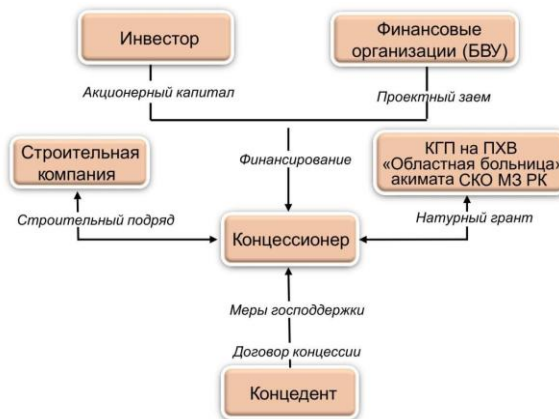 Инвестор
Финансовые
организации (БВУ)
Акционерный капитал
Проектный заем
Строительная
компания
Финансирование
КГП на ПХВ
«Областная больница»
акимата СКО МЗ РК
Строительный подряд
Натурный грант
Концессионер
Меры господдержки
Договор концессии
Концедент